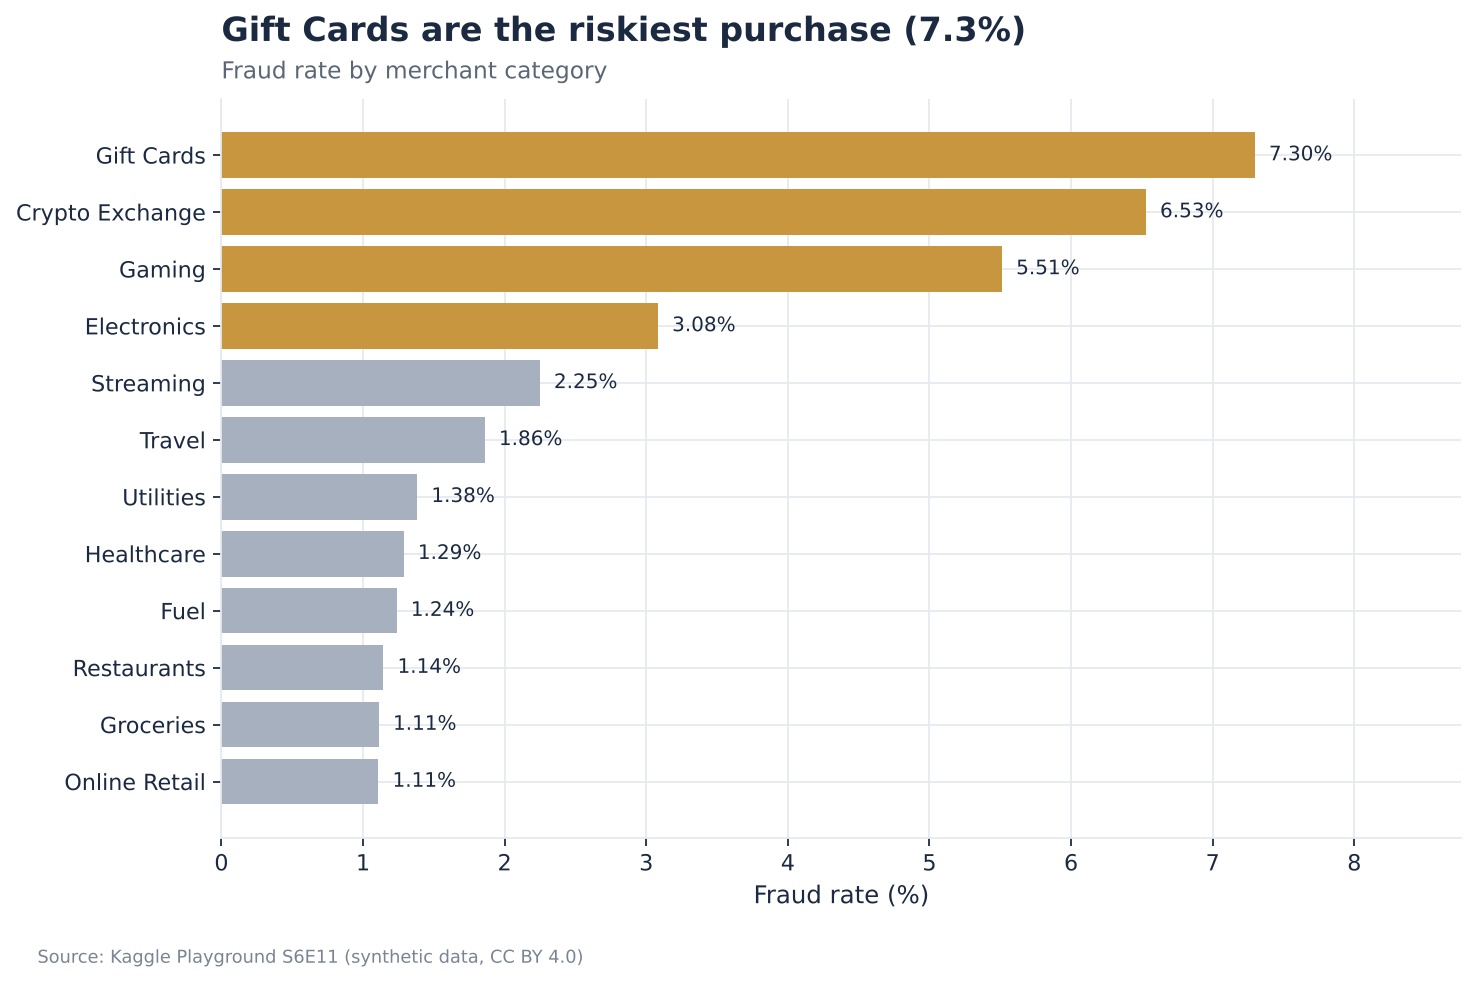 Gift Cards are the riskiest purchase (7.3%)
Fraud rate by merchant category
Gift Cards 7.30%
Crypto Exchange 6.53%
Gaming 5.51%
Electronics 3.08%
Streaming 2.25%
Travel 1.86%
Utilities 1.38%
Healthcare 1.29%
Fuel 1.24%
Restaurants 1.14%
Groceries 1.11%
Online Retail 1.11%
0 1 2 3 4 5 6 7 8
Fraud rate (%)
Source: Kaggle Playground S6E11 (synthetic data, CC BY 4.0)